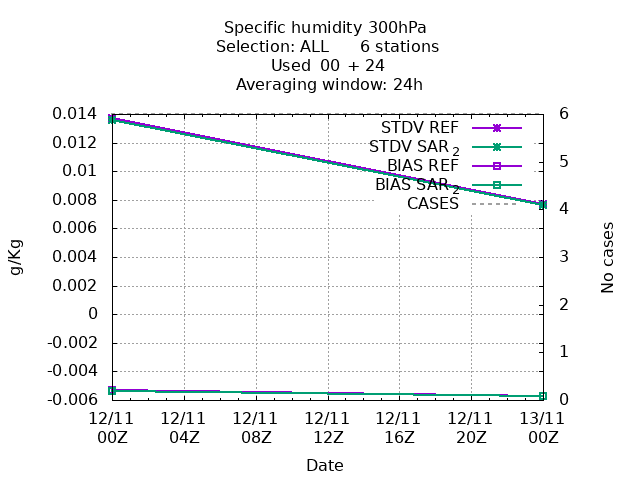 Specific humidity 300hPa
Selection: ALL 6 stations
Used 00 + 24
Averaging window: 24h
0.014
0.012
0.01
0.008
0.006
0.004
0.002
0
-0.002
-0.004
-0.006
g/Kg
STDV REF
STDV SAR2
BIAS REF
BIAS SAR2
CASES
6
5
4
3
2
1
0
No cases
12/11 12/11 12/11 12/11 12/11 12/11 13/11
00Z 04Z 08Z 12Z 16Z 20Z 00Z
Date